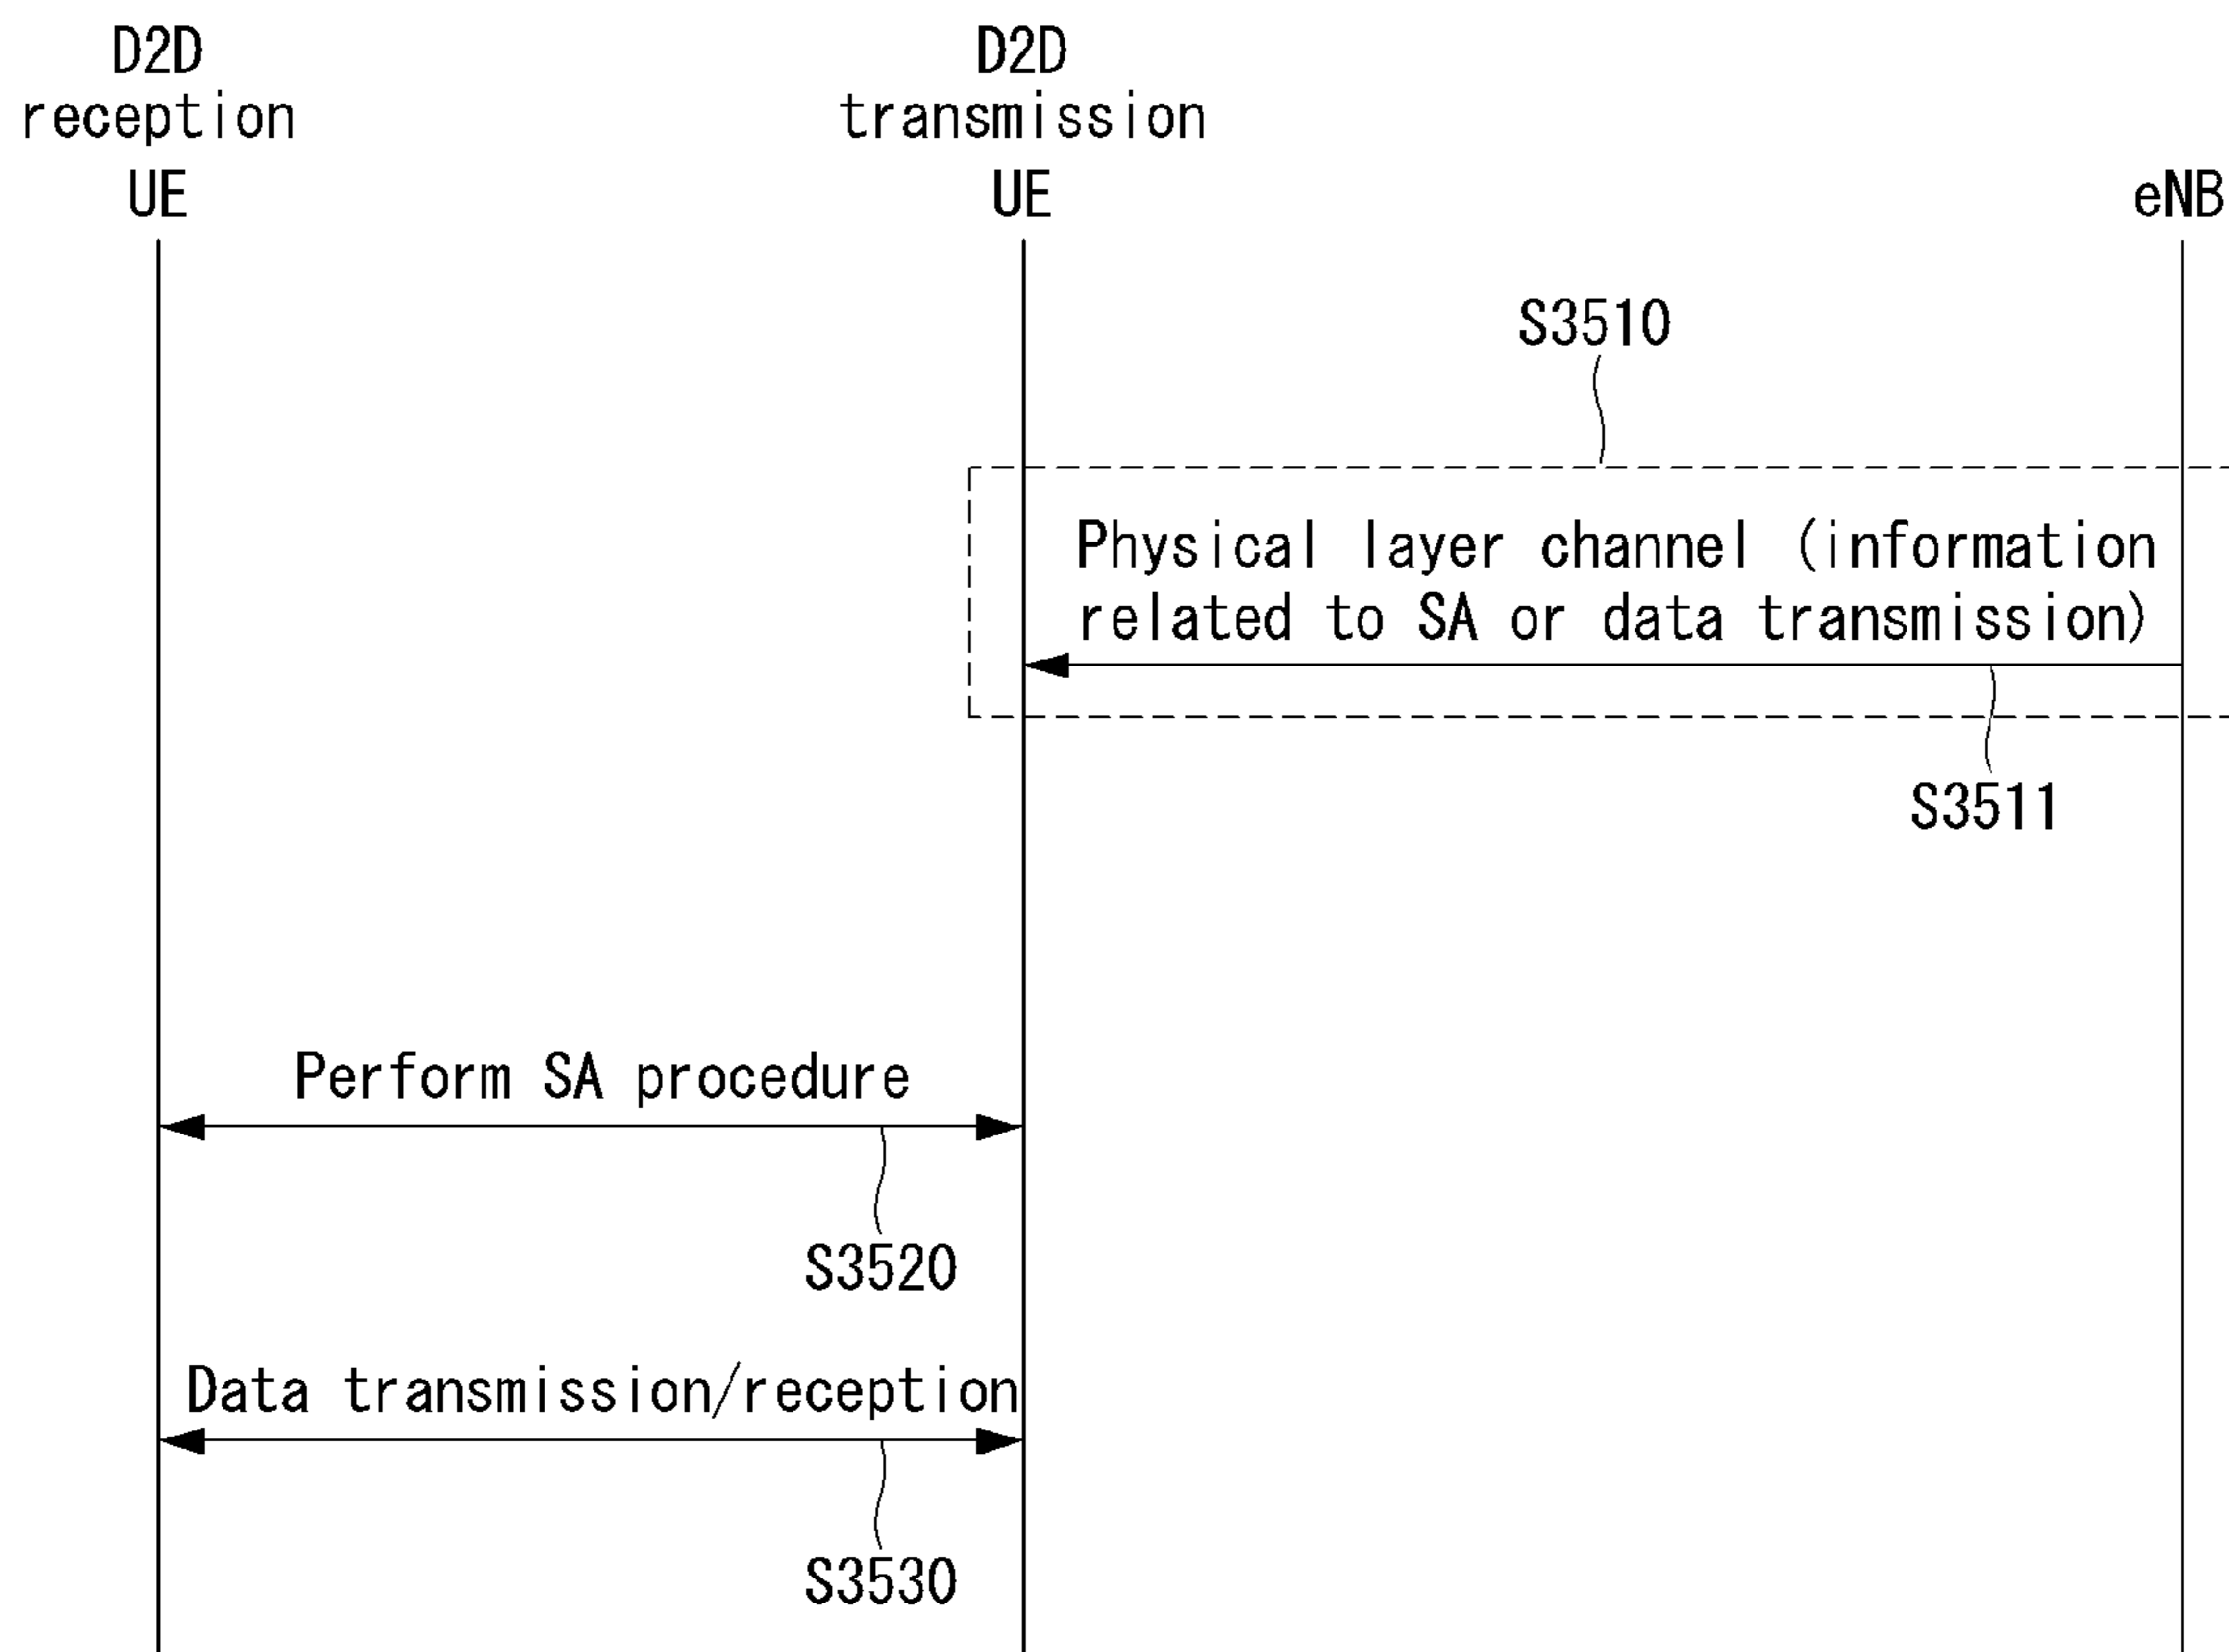 D2D
reception
UE
D2D
transmission
UE
eNB
S3510
Physical layer channel (information
related to SA or data transmission)
S3511
Perform SA procedure
S3520
Data transmission/reception
S3530